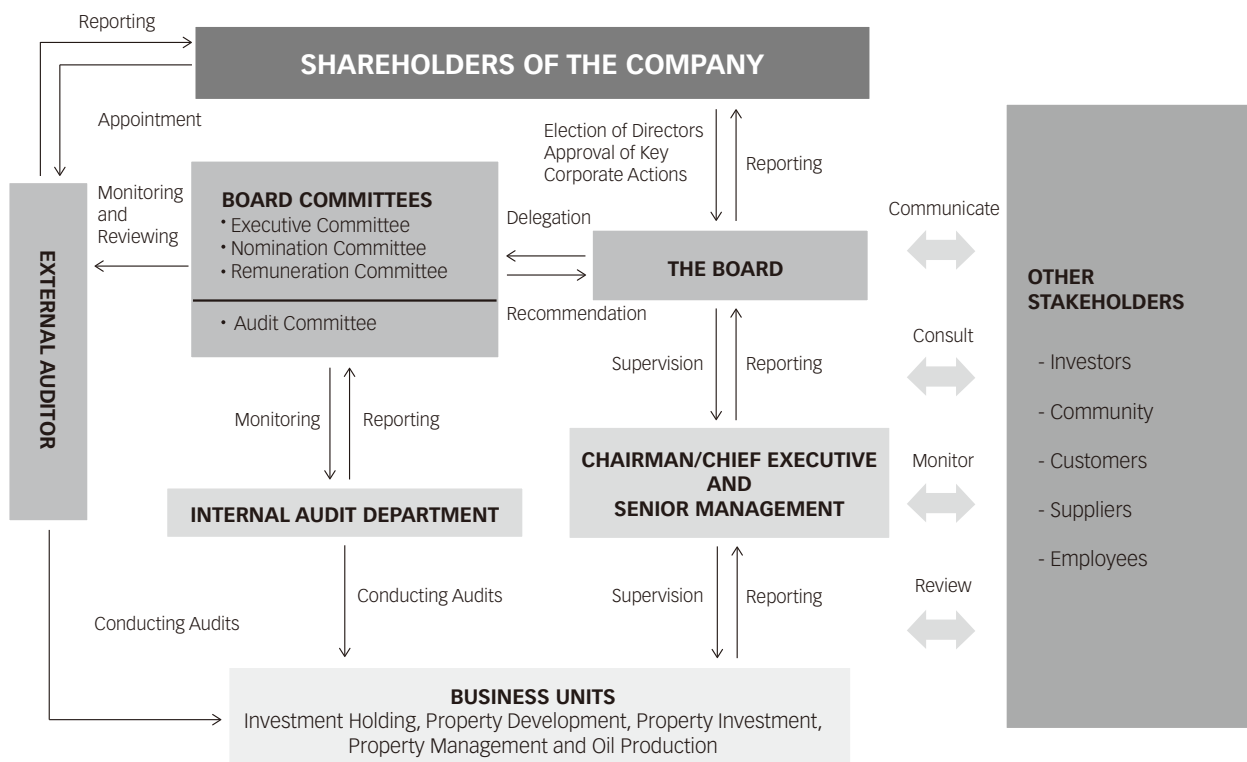 Reporting
SHAREHOLDERS OF THE COMPANY
Appointment
Election of Directors
Approval of Key
Corporate Actions
Reporting
Monitoring
and
Reviewing
BOARD COMMITTEES
• Executive Committee
• Nomination Committee
• Remuneration Committee
• Audit Committee
Delegation
Recommendation
THE BOARD
Communicate
EXTERNAL AUDITOR
OTHER
STAKEHOLDERS
- Investors
- Community
- Customers
- Suppliers
- Employees
Consult
Supervision
Reporting
Monitoring
Reporting
CHAIRMAN/CHIEF EXECUTIVE
AND
SENIOR MANAGEMENT
Monitor
INTERNAL AUDIT DEPARTMENT
Conducting Audits
Conducting Audits
Supervision
Reporting
Review
BUSINESS UNITS
Investment Holding, Property Development, Property Investment,
Property Management and Oil Production